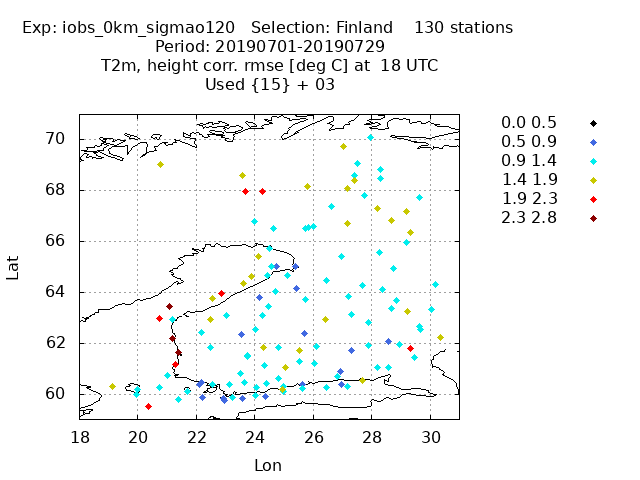 Exp: iobs_0km_sigmao120   Selection: Finland    130 stations
Period: 20190701-20190729
T2m, height corr. rmse [deg C] at  18 UTC
Used {15} + 03
0.0 0.5
0.5 0.9
0.9 1.4
1.4 1.9
1.9 2.3
2.3 2.8
70
68
66
64
62
60
Lat
18 20 22 24 26 28 30
Lon